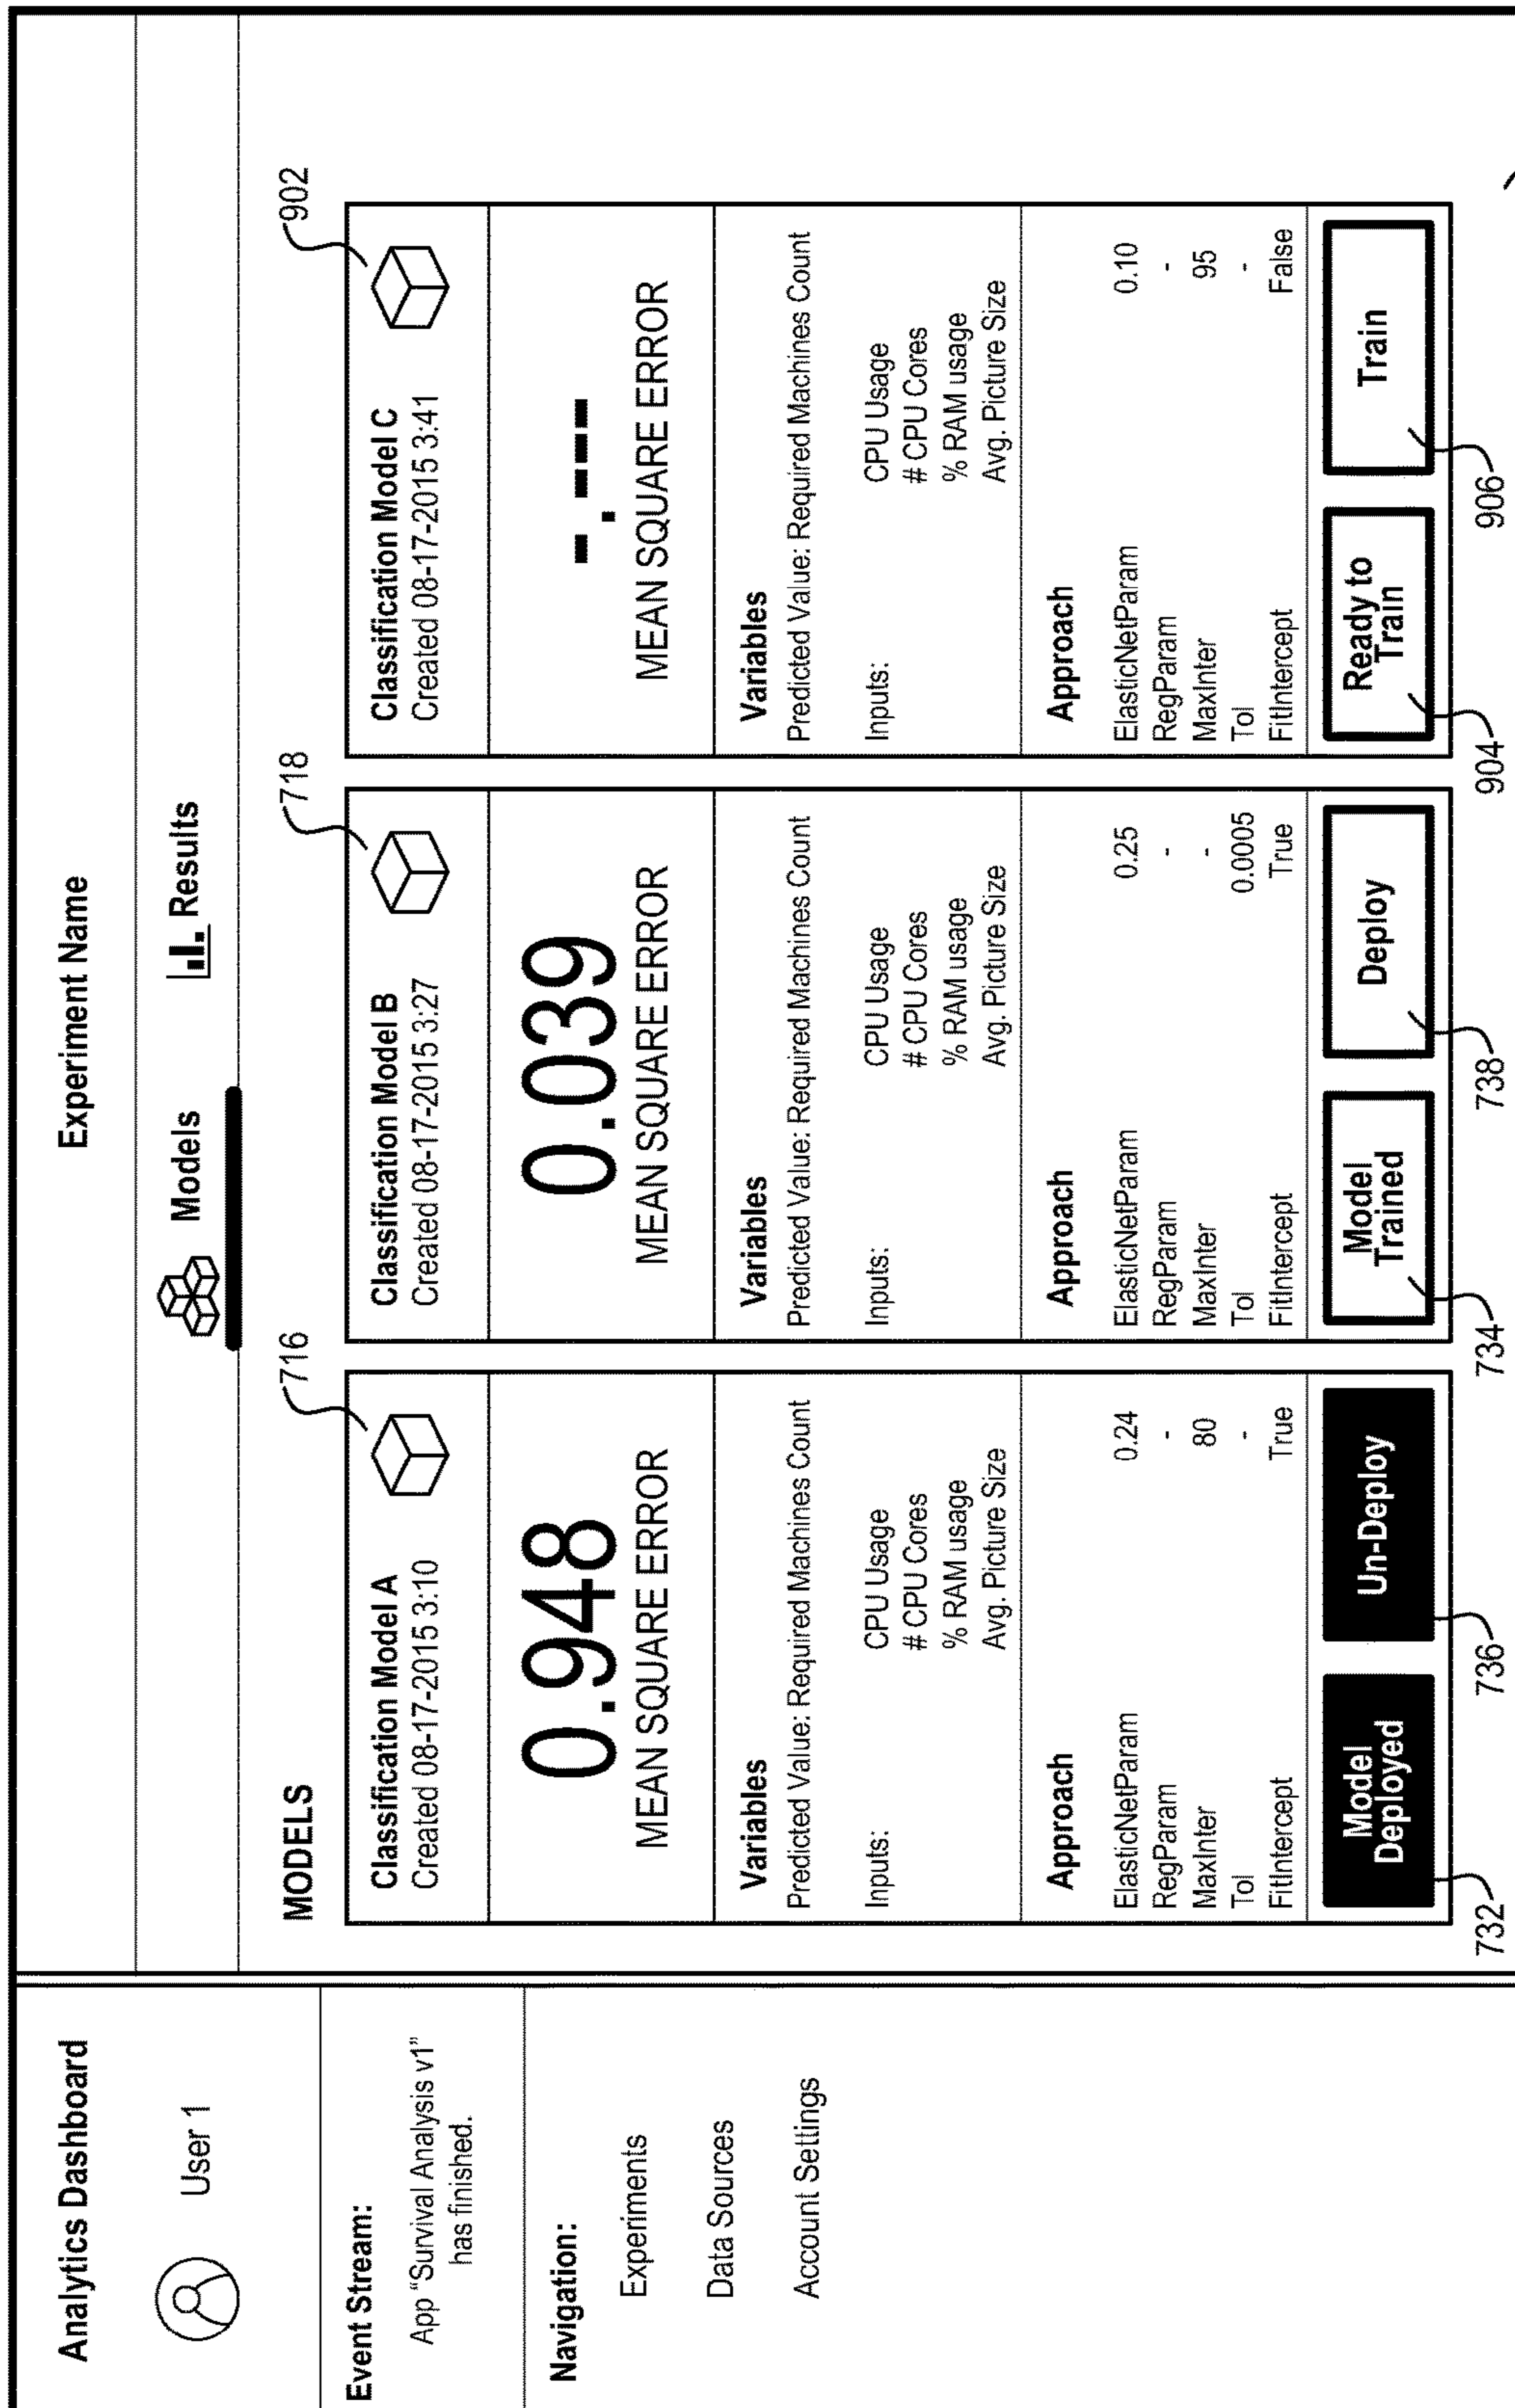 Analytics Dashboard
User 1
Event Stream:
App “Survival Analysis v1”
has finished.
Navigation:
Experiments
Data Sources
Account Settings
Experiment Name
Models
Results
MODELS
716
Classification Model A
Created 08-17-2015 3:10
0.948
MEAN SQUARE ERROR
Variables
Predicted Value: Required Machines Count
Inputs: CPU Usage
# CPU Cores
% RAM usage
Avg. Picture Size
Approach
ElasticNetParam 0.24
RegParam -
MaxInter 80
Tol -
FitIntercept True
Model
Deployed
Un-Deploy
732
736
718
Classification Model B
Created 08-17-2015 3:27
0.039
MEAN SQUARE ERROR
Variables
Predicted Value: Required Machines Count
Inputs: CPU Usage
# CPU Cores
% RAM usage
Avg. Picture Size
Approach
ElasticNetParam 0.25
RegParam -
MaxInter -
Tol 0.0005
FitIntercept True
Model
Trained
Deploy
734
738
902
Classification Model C
Created 08-17-2015 3:41
-.---
MEAN SQUARE ERROR
Variables
Predicted Value: Required Machines Count
Inputs: CPU Usage
# CPU Cores
% RAM usage
Avg. Picture Size
Approach
ElasticNetParam 0.10
RegParam -
MaxInter 95
Tol -
FitIntercept False
Ready to
Train
Train
904
906